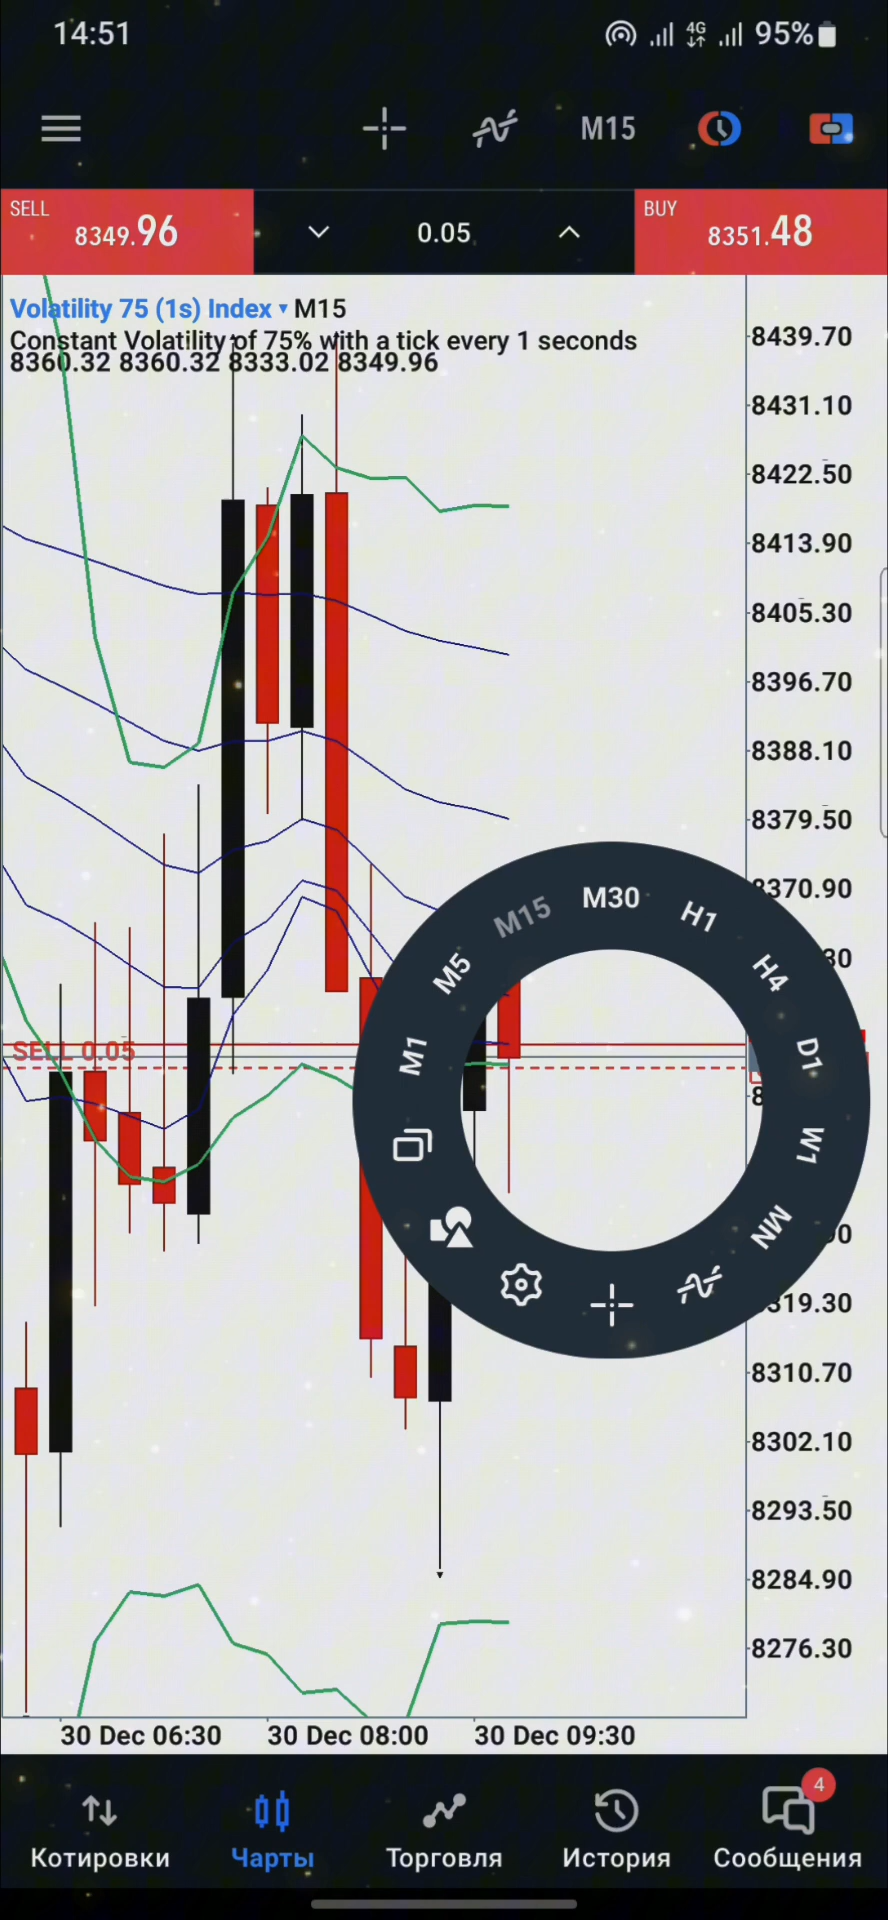 14:51
4G
95%
M15
SELL
8349.96
0.05
BUY
8351.48
Volatility 75 (1s) Index ▾ M15
Constant Volatility of 75% with a tick every 1 seconds
8360.32 8360.32 8333.02 8349.96
8439.70
8431.10
8422.50
8413.90
8405.30
8396.70
8388.10
8379.50
8370.90
SELL 0.05
M1
M5
M15
M30
H1
H4
D1
W1
MN
8319.30
8310.70
8302.10
8293.50
8284.90
8276.30
30 Dec 06:30
30 Dec 08:00
30 Dec 09:30
4
Котировки
Чарты
Торговля
История
Сообщения